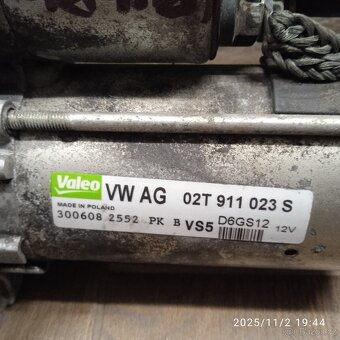 Valeo VW AG 02T 911 023 S
MADE IN POLAND
300608 2552 PK B VS5 D6GS12 12V
2025/11/2 19:44